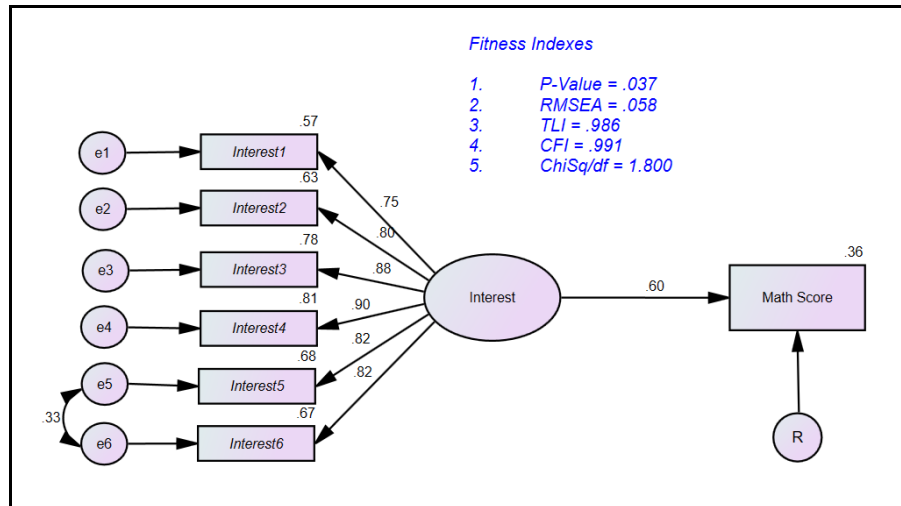 Fitness Indexes
1. P-Value = .037
2. RMSEA = .058
3. TLI = .986
4. CFI = .991
5. ChiSq/df = 1.800
.57
e1 Interest1
.75
.63
e2 Interest2
.80
.78
e3 Interest3
.88
.81
e4 Interest4
.90
.68
e5 Interest5
.82
.67
e6 Interest6
.82
.33
Interest
.60
.36
Math Score
R